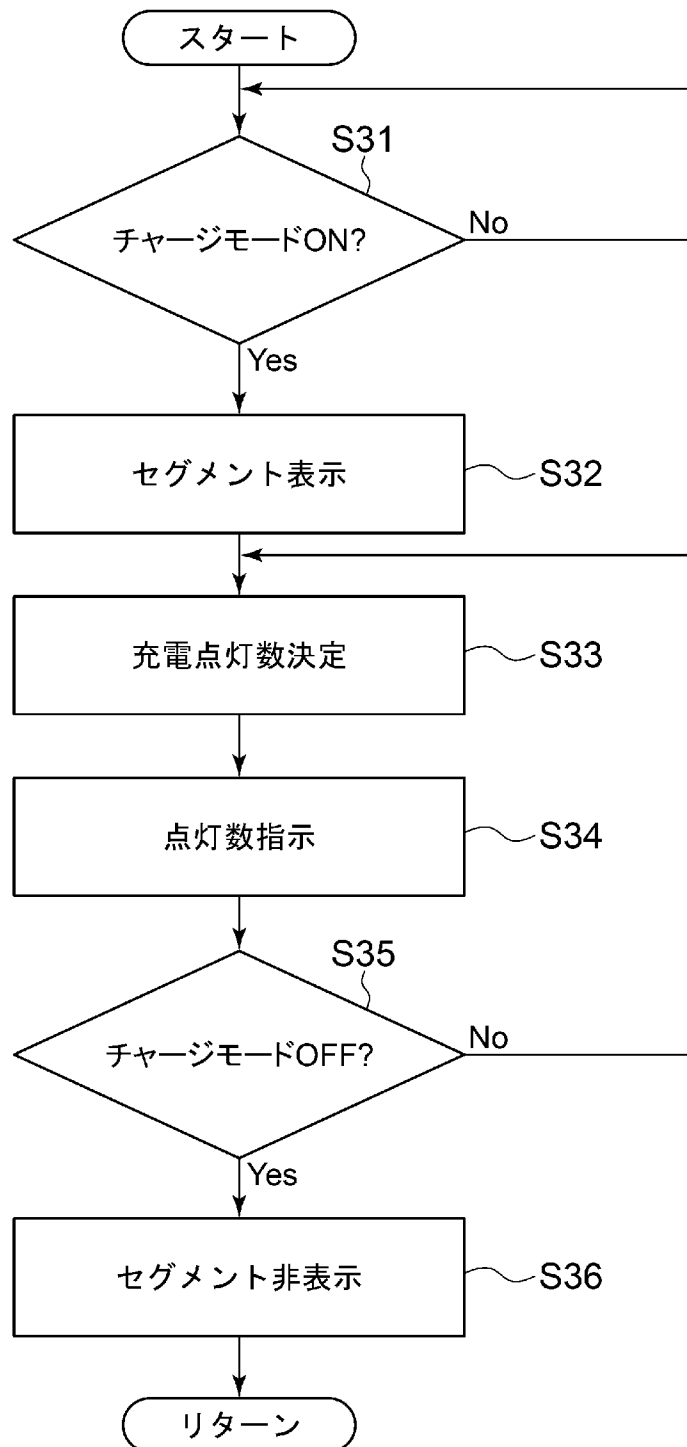 スタート
S31
チャージモードON?
No
Yes
セグメント表示
S32
充電点灯数決定
S33
点灯数指示
S34
S35
チャージモードOFF?
No
Yes
セグメント非表示
S36
リターン